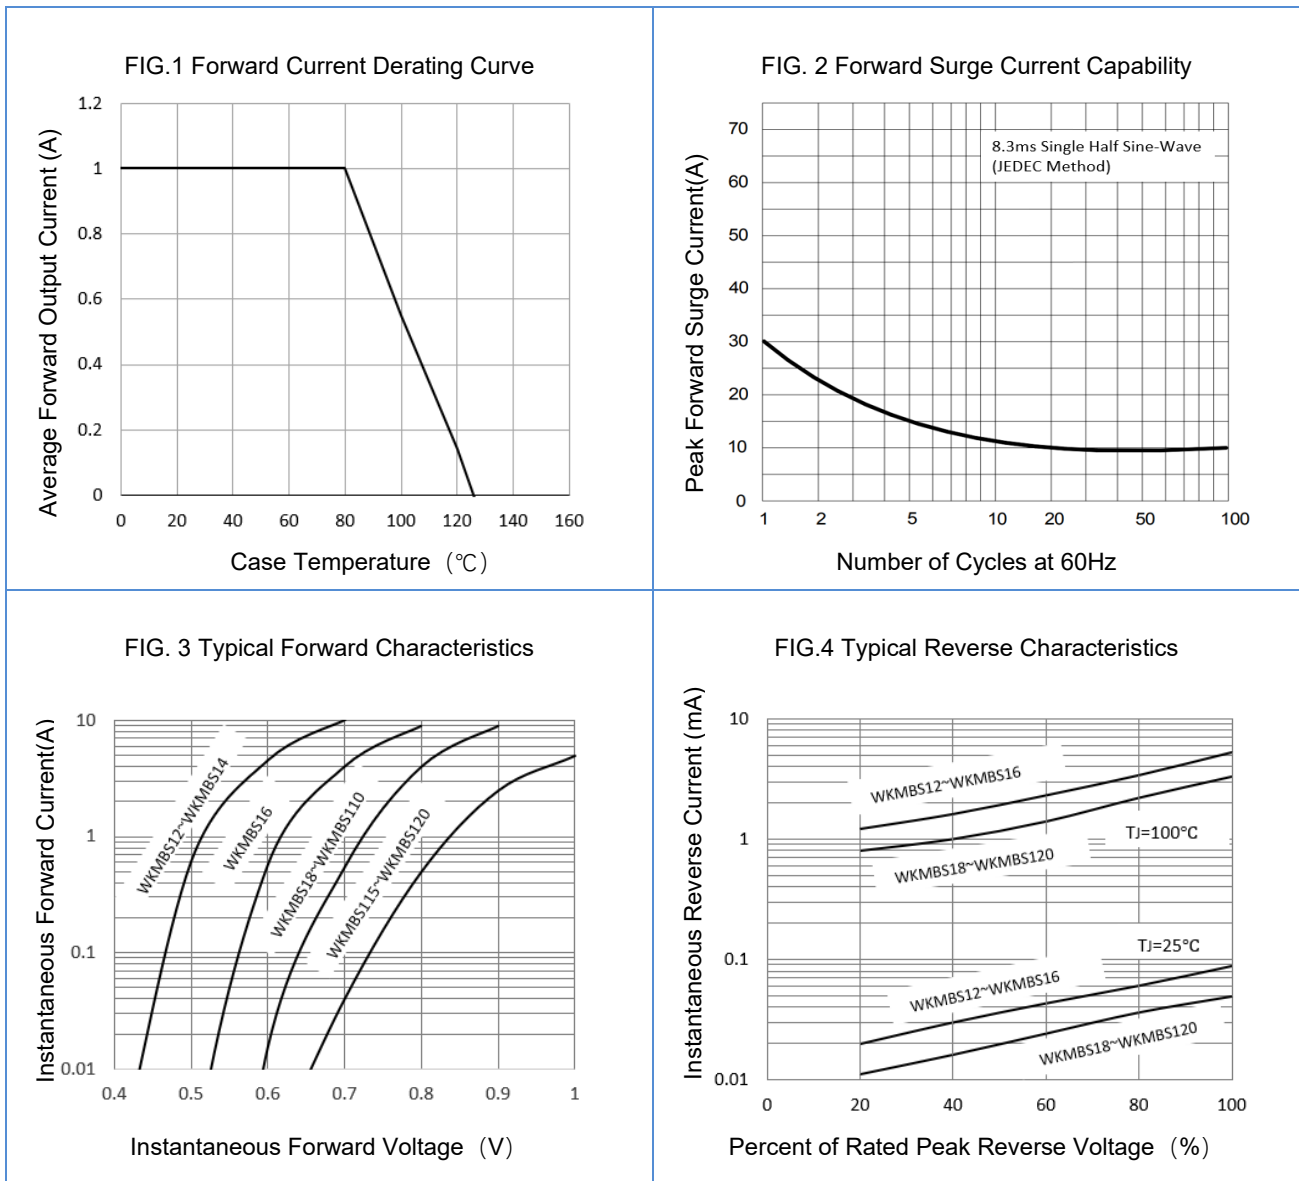 FIG.1 Forward Current Derating Curve
Average Forward Output Current (A)
1.2
1
0.8
0.6
0.4
0.2
0
0 20 40 60 80 100 120 140 160
Case Temperature（℃）
FIG. 2 Forward Surge Current Capability
Peak Forward Surge Current(A)
8.3ms Single Half Sine-Wave
(JEDEC Method)
70
60
50
40
30
20
10
0
1 2 5 10 20 50 100
Number of Cycles at 60Hz
FIG. 3 Typical Forward Characteristics
Instantaneous Forward Current(A)
10
1
0.1
0.01
WKMBS12~WKMBS14
WKMBS16
WKMBS18~WKMBS110
WKMBS115~WKMBS120
0.4 0.5 0.6 0.7 0.8 0.9 1
Instantaneous Forward Voltage（V）
FIG.4 Typical Reverse Characteristics
Instantaneous Reverse Current (mA)
10
1
0.1
0.01
WKMBS12~WKMBS16
TJ=100℃
WKMBS18~WKMBS120
TJ=25℃
WKMBS12~WKMBS16
WKMBS18~WKMBS120
0 20 40 60 80 100
Percent of Rated Peak Reverse Voltage（%）